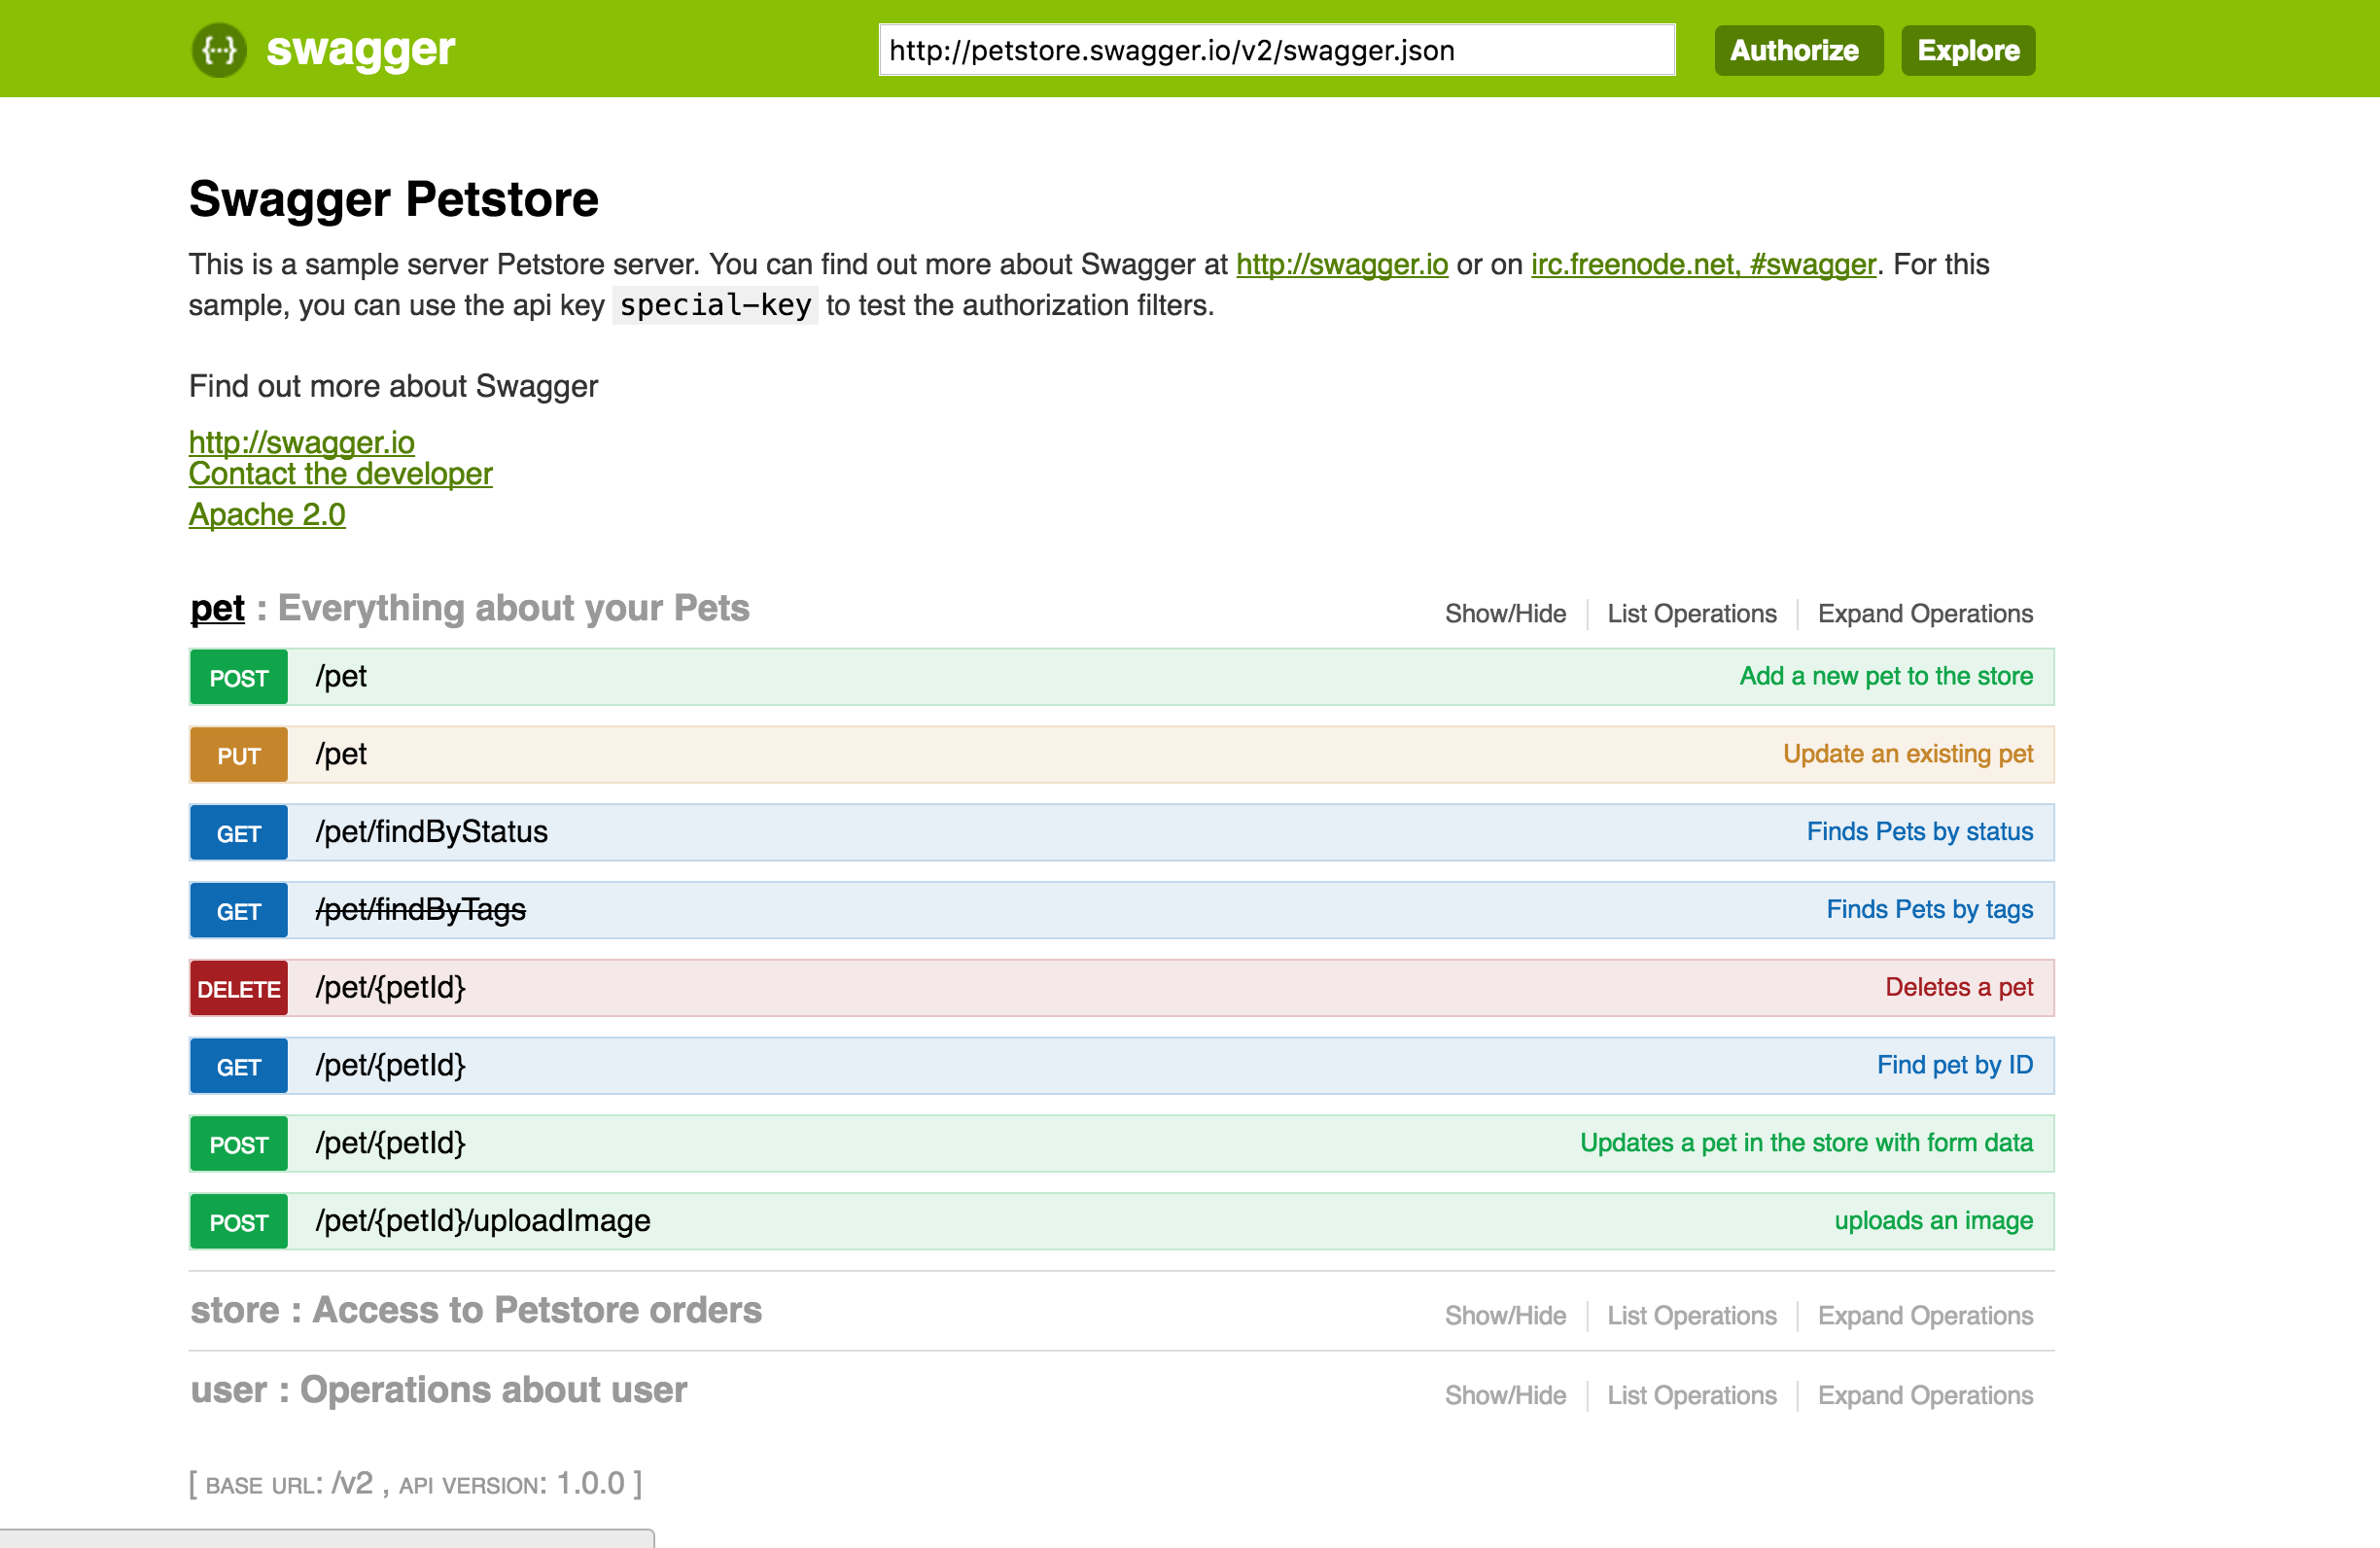 {···} swagger http://petstore.swagger.io/v2/swagger.json Authorize Explore
Swagger Petstore
This is a sample server Petstore server. You can find out more about Swagger at http://swagger.io or on irc.freenode.net, #swagger. For this
sample, you can use the api key special-key to test the authorization filters.
Find out more about Swagger
http://swagger.io
Contact the developer
Apache 2.0
pet : Everything about your Pets Show/Hide List Operations Expand Operations
POST /pet Add a new pet to the store
PUT /pet Update an existing pet
GET /pet/findByStatus Finds Pets by status
GET /pet/findByTags Finds Pets by tags
DELETE /pet/{petId} Deletes a pet
GET /pet/{petId} Find pet by ID
POST /pet/{petId} Updates a pet in the store with form data
POST /pet/{petId}/uploadImage uploads an image
store : Access to Petstore orders Show/Hide List Operations Expand Operations
user : Operations about user Show/Hide List Operations Expand Operations
[ BASE URL: /v2 , API VERSION: 1.0.0 ]